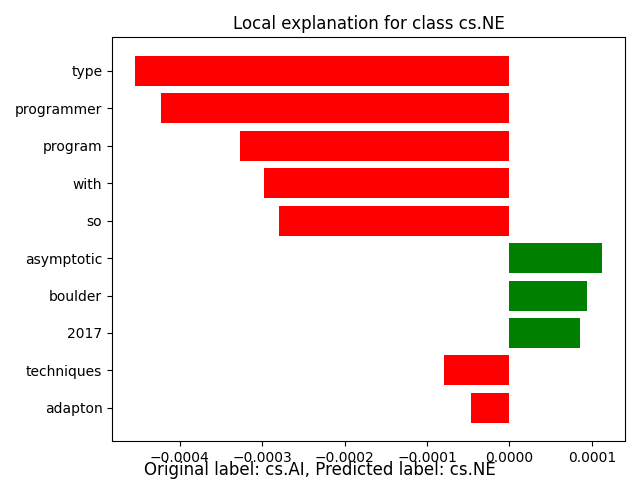 Local explanation for class cs.NE
type
programmer
program
with
so
asymptotic
boulder
2017
techniques
adapton
−0.0004 −0.0003 −0.0002 −0.0001 0.0000 0.0001
Original label: cs.AI, Predicted label: cs.NE